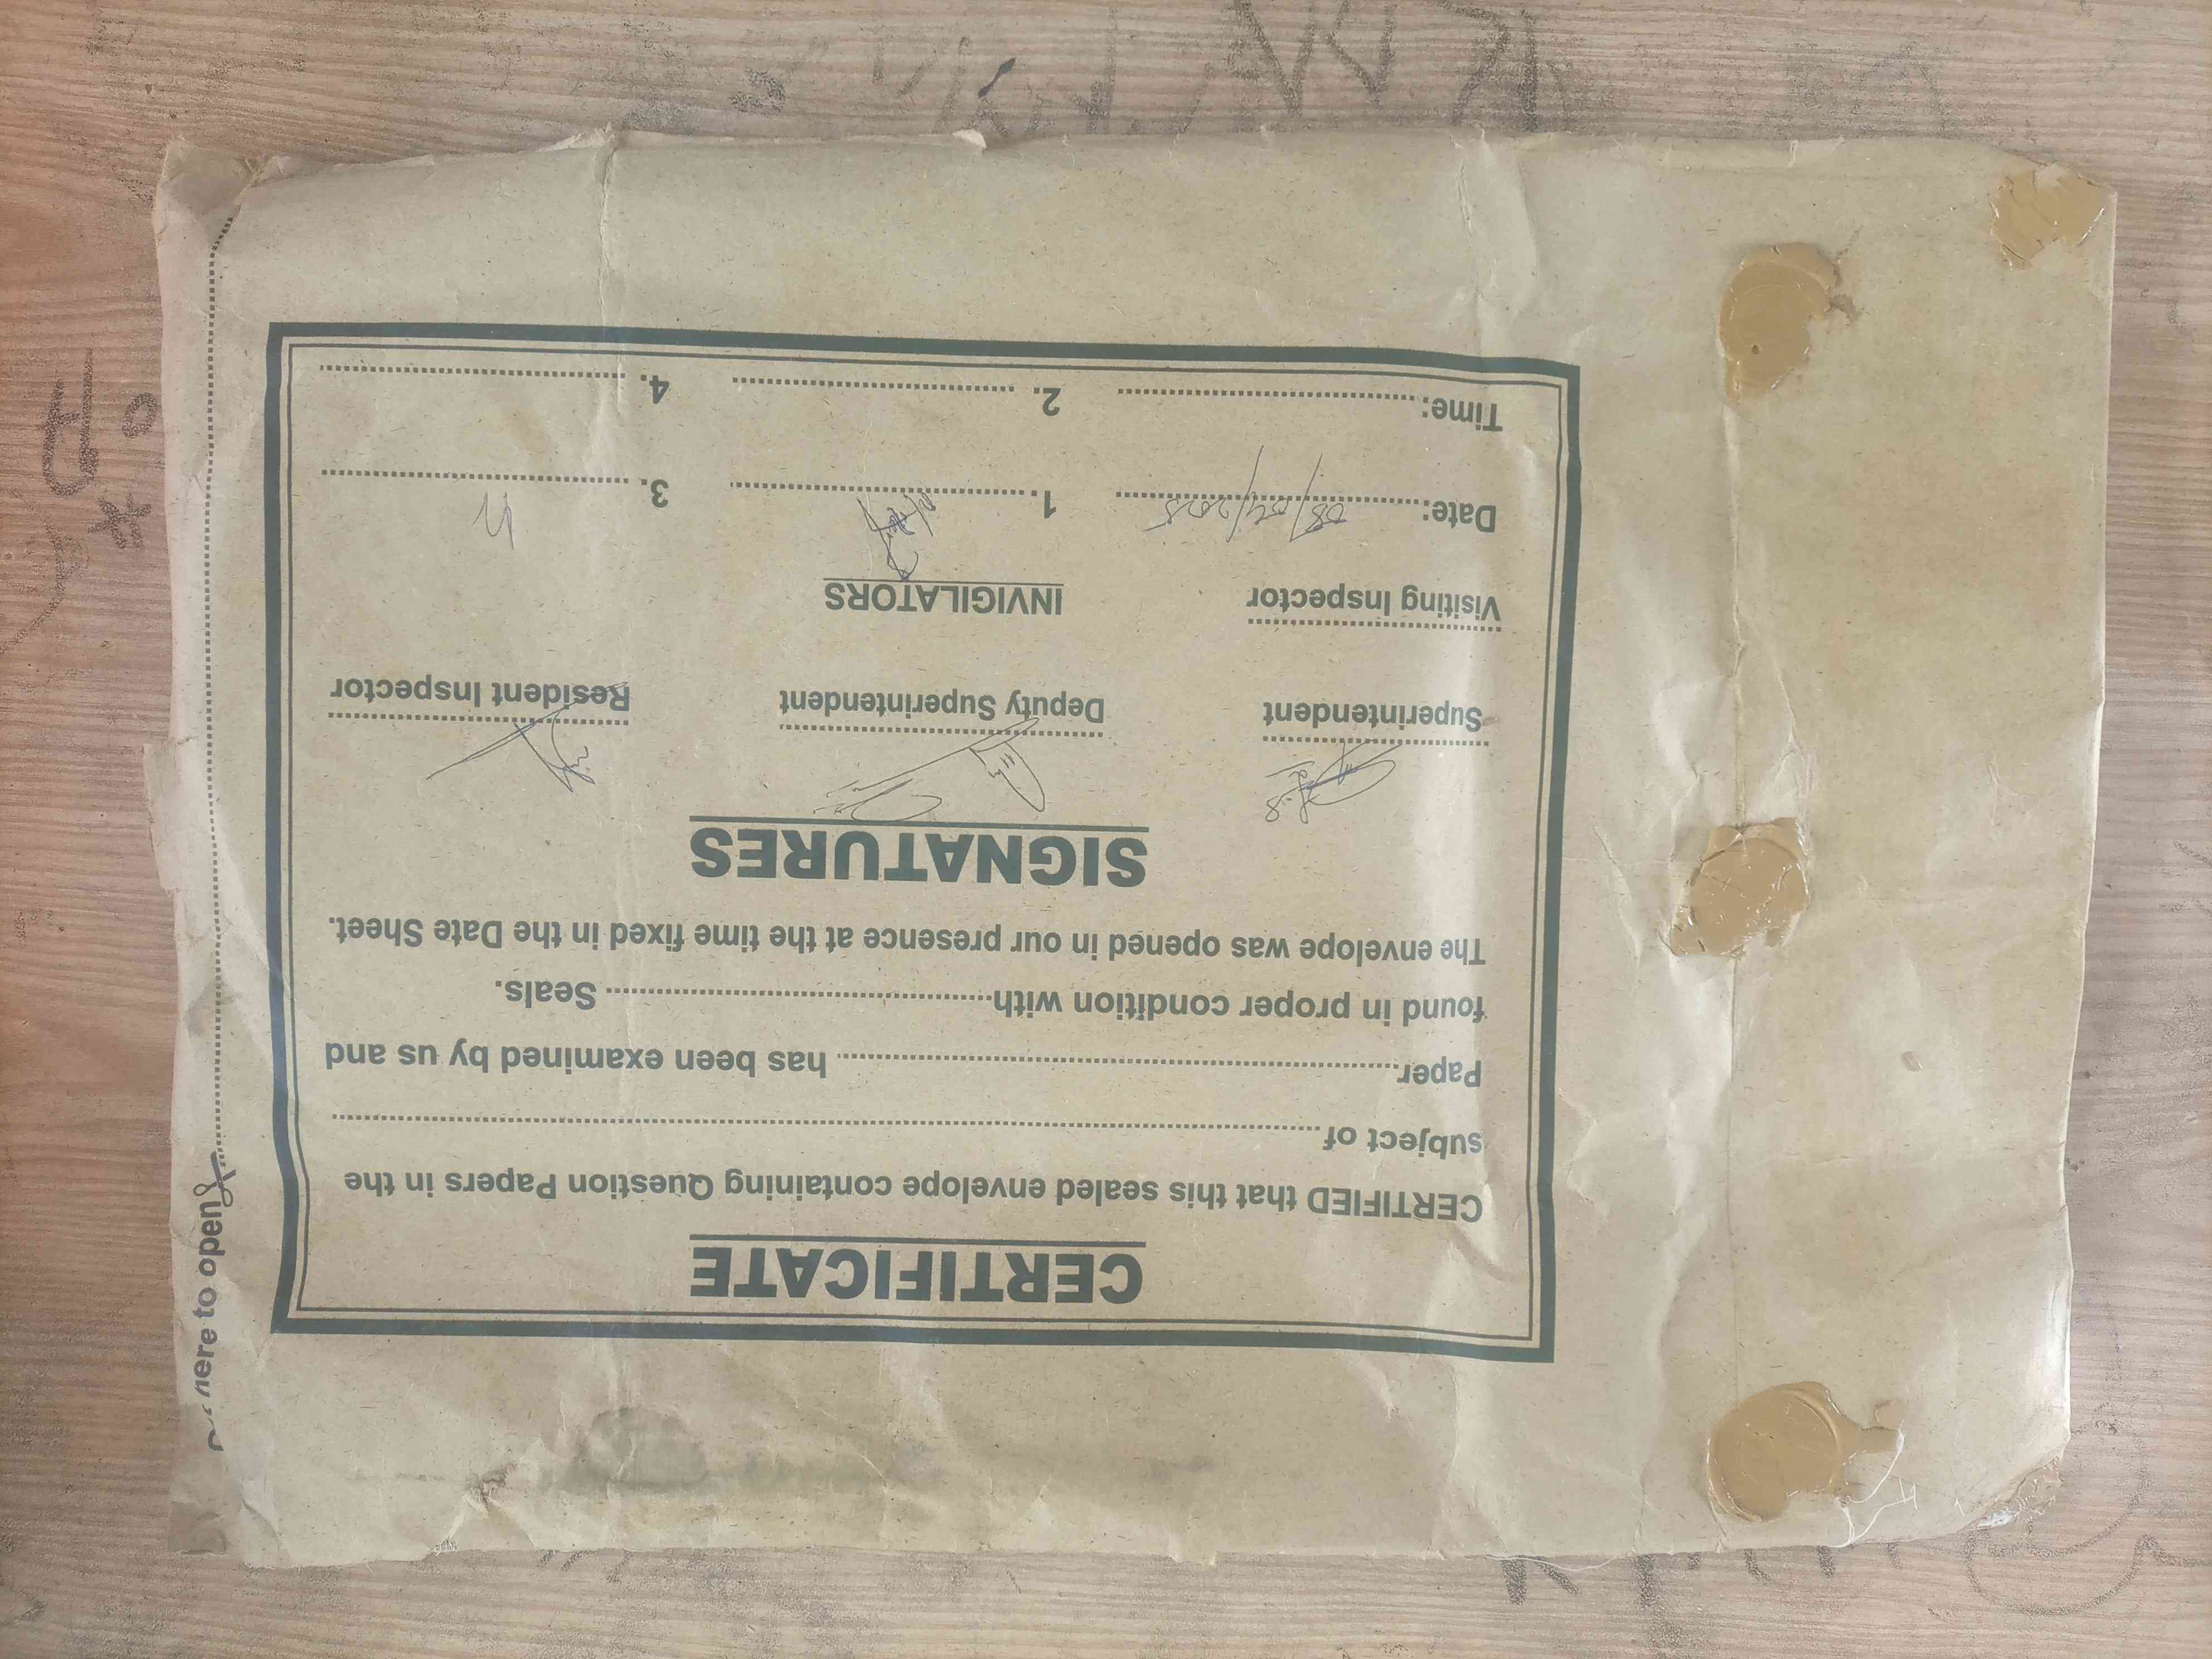 CERTIFICATE
CERTIFIED that this sealed envelope containing Question Papers in the
subject of........................................
Paper........................................ has been examined by us and
found in proper condition with........................................ Seals.
The envelope was opened in our presence at the time fixed in the Date Sheet.
SIGNATURES
Superintendent Deputy Superintendent Resident Inspector
Visiting Inspector INVIGILATORS
Date: 08/04/2025 1. 3.
Time: 2. 4.
here to open